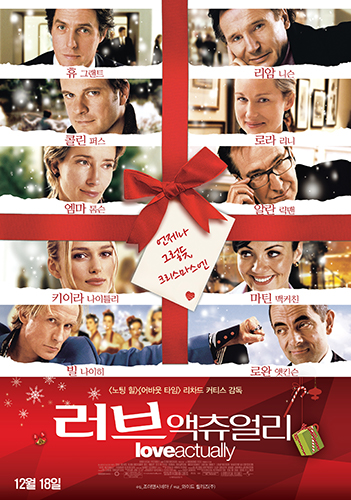 휴 그랜트
리암 니슨
콜린 퍼스
로라 리니
엠마 톰슨
알란 릭맨
언제나
그렇듯,
크리스마스엔
키이라 나이틀리
마틴 맥커친
빌 나이히
로완 앳킨슨
<노팅 힐> <어바웃 타임> 리차드 커티스 감독
러브 액츄얼리
love actually
12월 18일